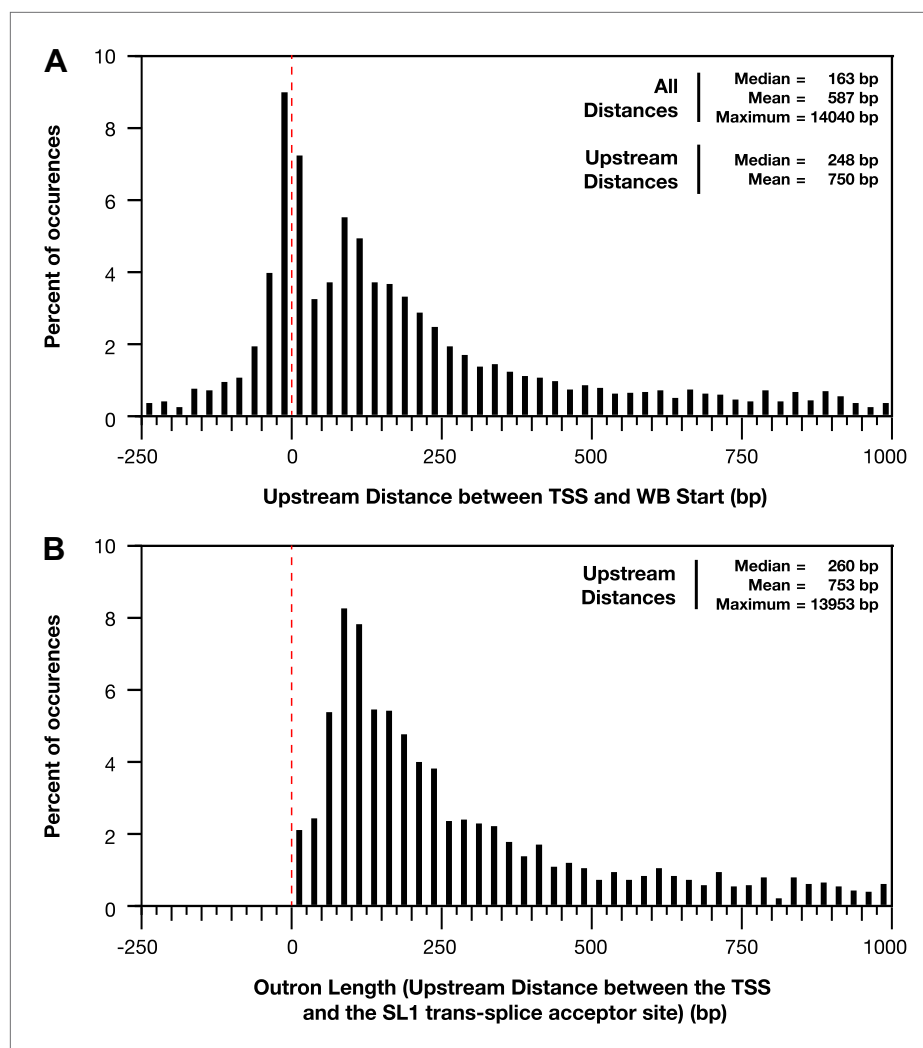 A
10
8
6
4
2
0
Percent of occurences
All
Distances
Median = 163 bp
Mean = 587 bp
Maximum = 14040 bp
Upstream
Distances
Median = 248 bp
Mean = 750 bp
-250 0 250 500 750 1000
Upstream Distance between TSS and WB Start (bp)
B
10
8
6
4
2
0
Percent of occurences
Upstream
Distances
Median = 260 bp
Mean = 753 bp
Maximum = 13953 bp
-250 0 250 500 750 1000
Outron Length (Upstream Distance between the TSS
and the SL1 trans-splice acceptor site) (bp)